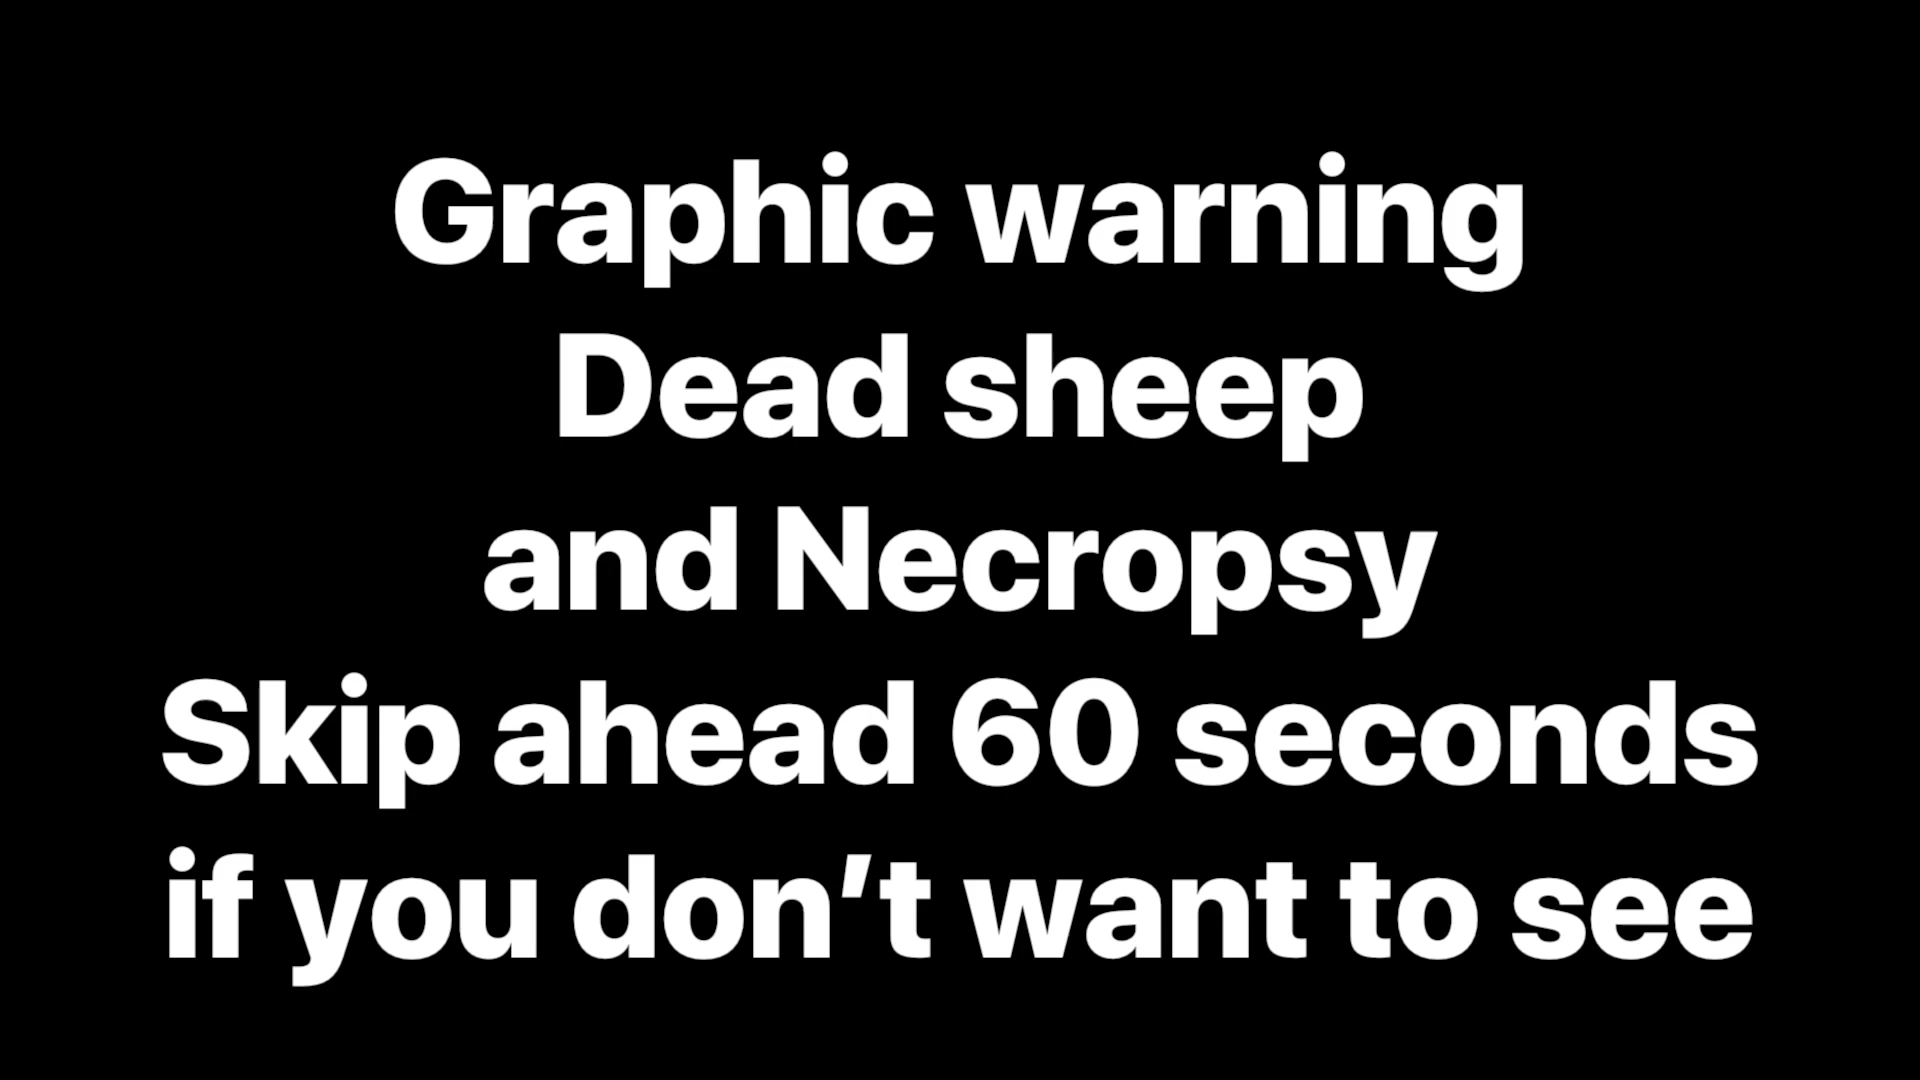 Graphic warning
Dead sheep
and Necropsy
Skip ahead 60 seconds
if you don’t want to see